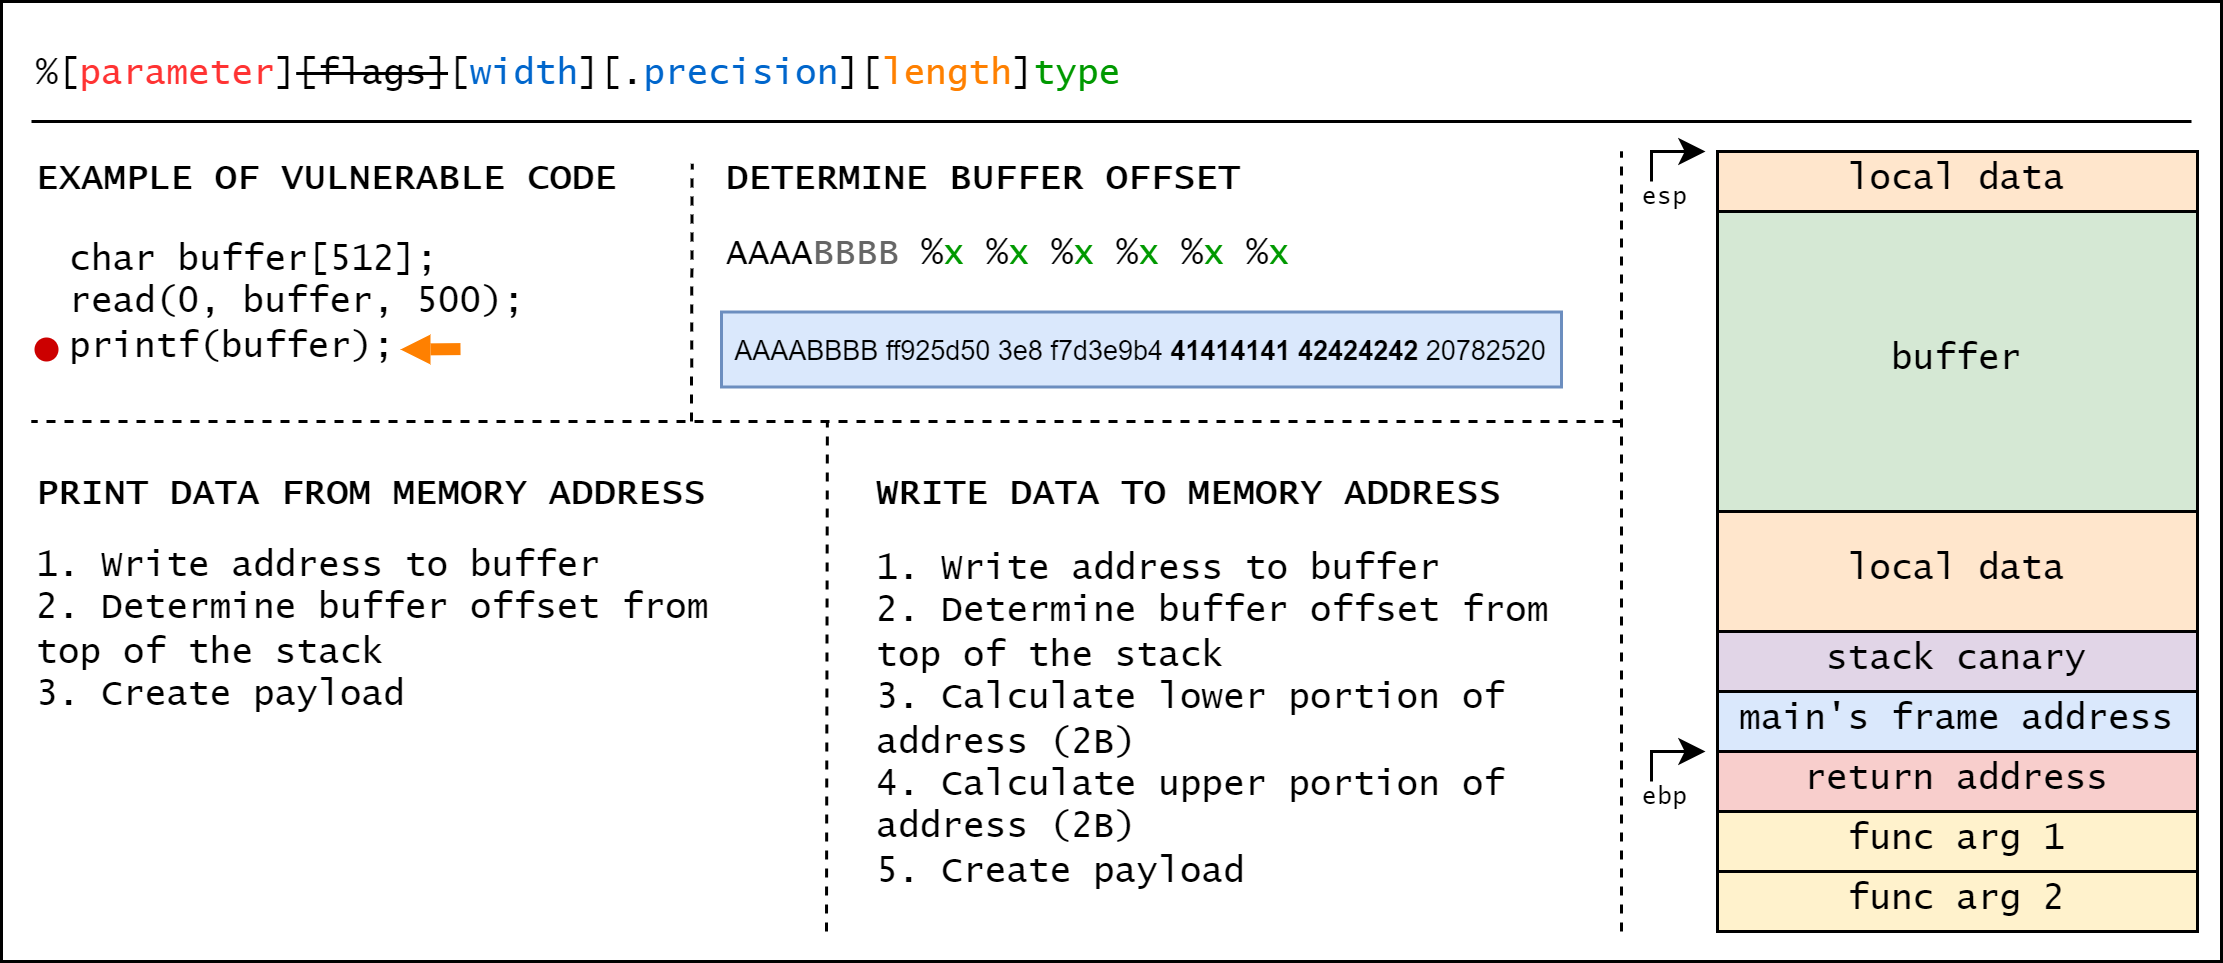 %[parameter][flags][width][.precision][length]type
EXAMPLE OF VULNERABLE CODE
char buffer[512];
read(0, buffer, 500);
printf(buffer);
DETERMINE BUFFER OFFSET
AAAABBBB %x %x %x %x %x %x
AAAABBBB ff925d50 3e8 f7d3e9b4 41414141 42424242 20782520
PRINT DATA FROM MEMORY ADDRESS
1. Write address to buffer
2. Determine buffer offset from
top of the stack
3. Create payload
WRITE DATA TO MEMORY ADDRESS
1. Write address to buffer
2. Determine buffer offset from
top of the stack
3. Calculate lower portion of
address (2B)
4. Calculate upper portion of
address (2B)
5. Create payload
esp
local data
buffer
local data
stack canary
main's frame address
ebp
return address
func arg 1
func arg 2